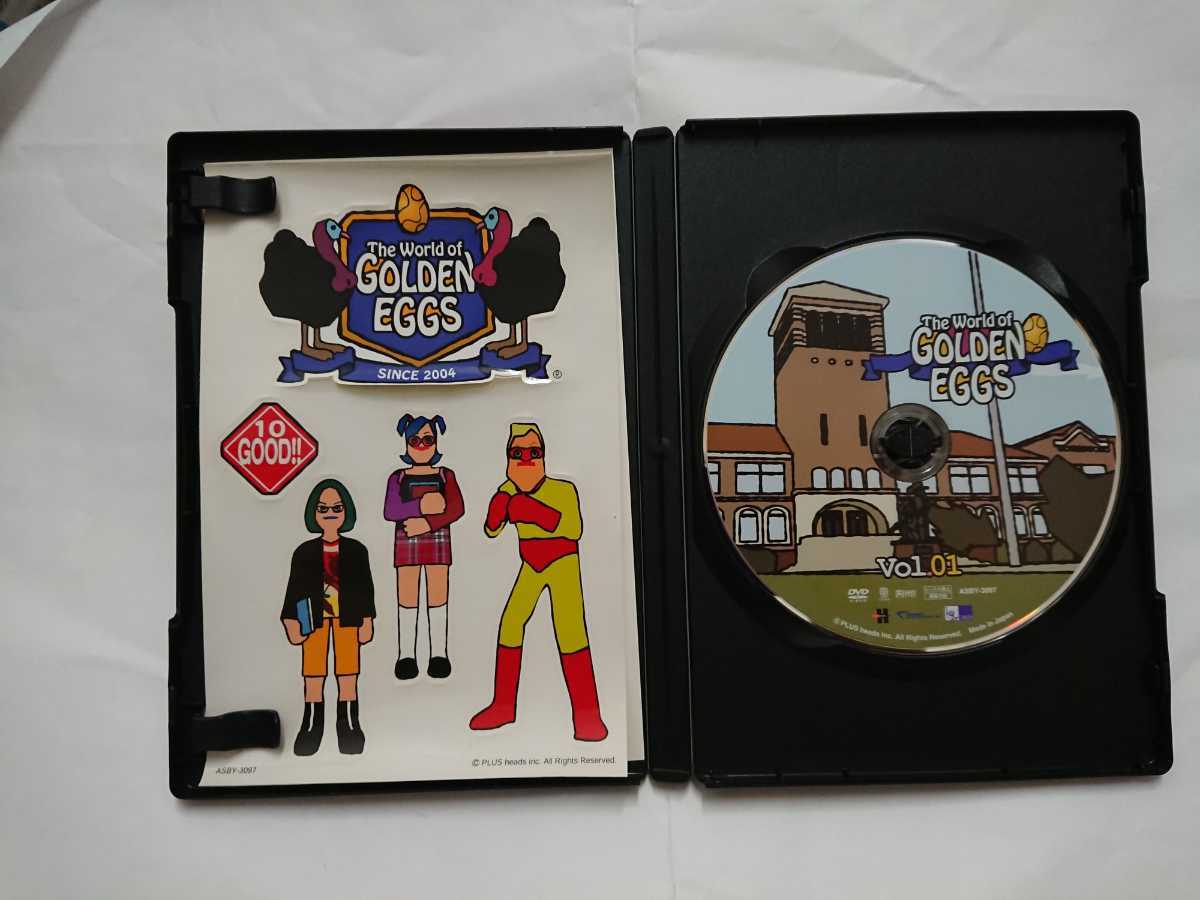 The World of
GOLDEN
EGGS
SINCE 2004
®
10
GOOD!!
ASBY-3097
© PLUS heads inc. All Rights Reserved.
The World of
GOLDEN
EGGS
Vol.01
DVD
ASBY-3097
© PLUS heads inc. All Rights Reserved. Made in Japan